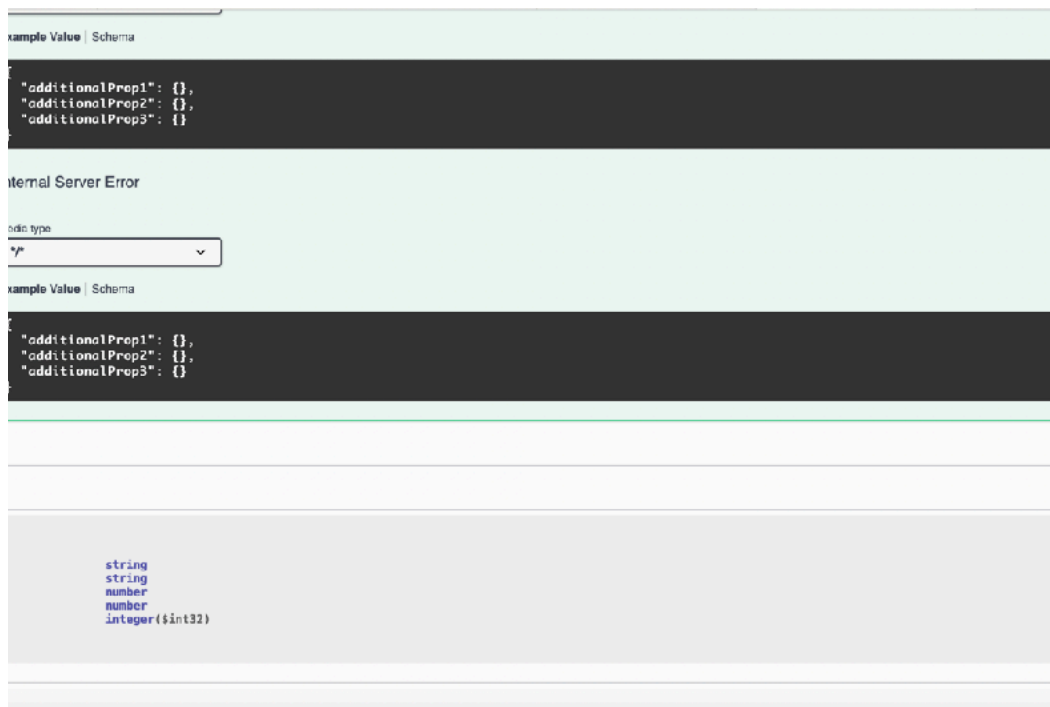 xample Value | Schema
{
"additionalProp1": {},
"additionalProp2": {},
"additionalProp3": {}
}
nternal Server Error
edia type
*/*
xample Value | Schema
{
"additionalProp1": {},
"additionalProp2": {},
"additionalProp3": {}
}
string
string
number
number
integer($int32)